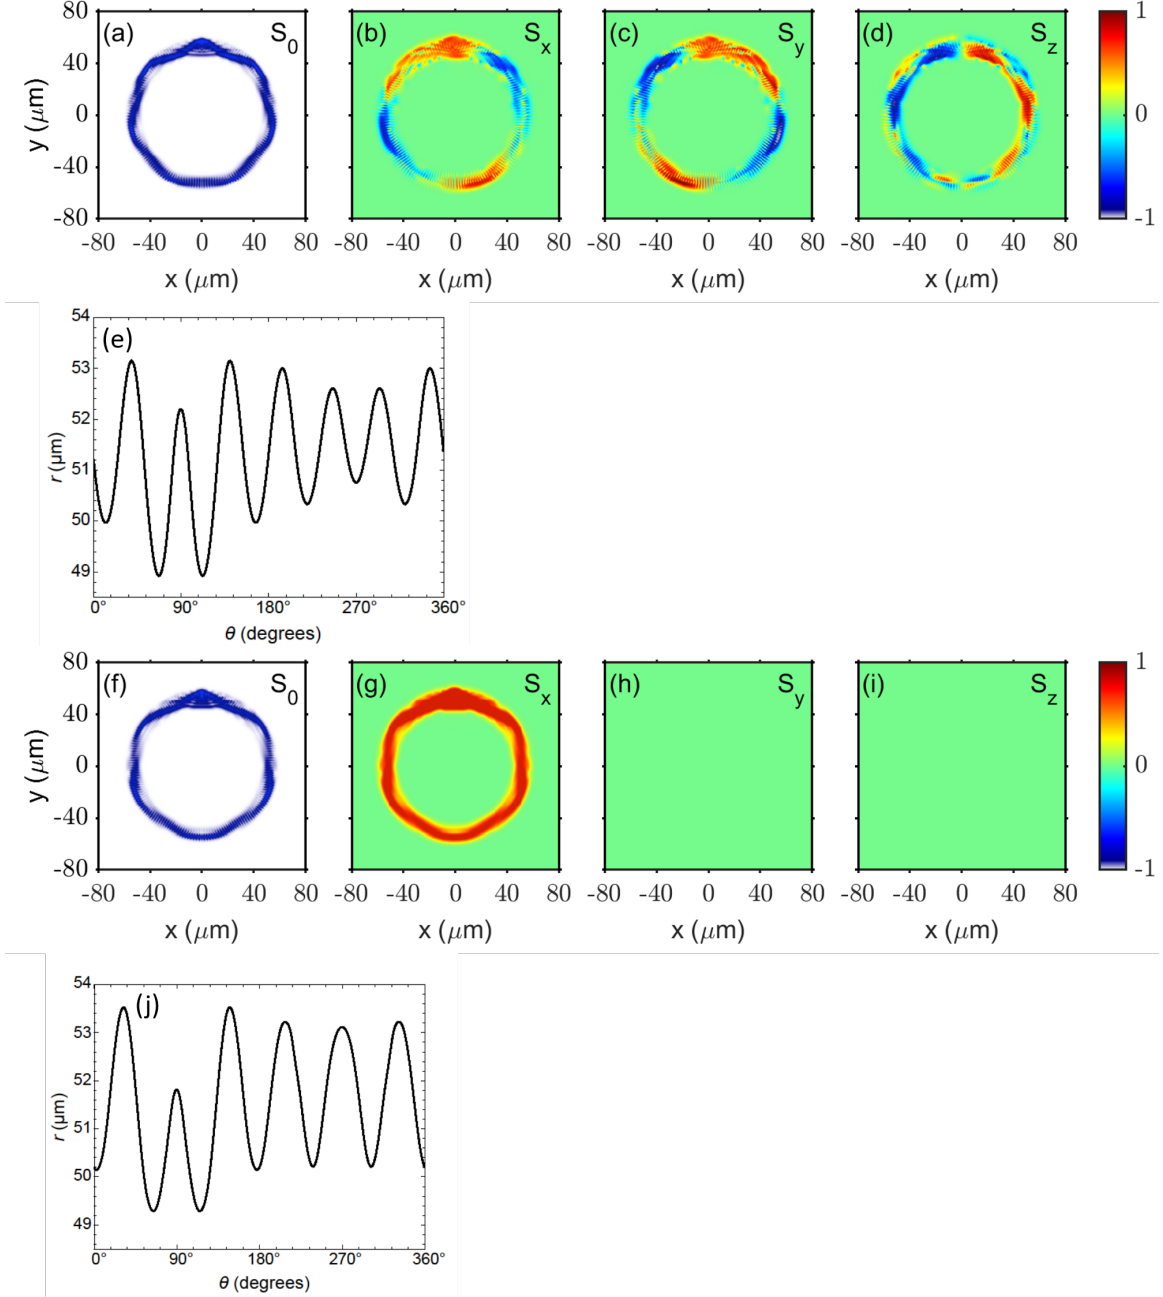 (a) S0 (b) Sx (c) Sy (d) Sz
80 40 0 -40 -80
y (μm)
-80 -40 0 40 80 -80 -40 0 40 80 -80 -40 0 40 80 -80 -40 0 40 80
x (μm) x (μm) x (μm) x (μm)
1 0 -1
(e)
54 53 52 51 50 49
r (μm)
0° 90° 180° 270° 360°
θ (degrees)
(f) S0 (g) Sx (h) Sy (i) Sz
80 40 0 -40 -80
y (μm)
-80 -40 0 40 80 -80 -40 0 40 80 -80 -40 0 40 80 -80 -40 0 40 80
x (μm) x (μm) x (μm) x (μm)
1 0 -1
(j)
54 53 52 51 50 49
r (μm)
0° 90° 180° 270° 360°
θ (degrees)